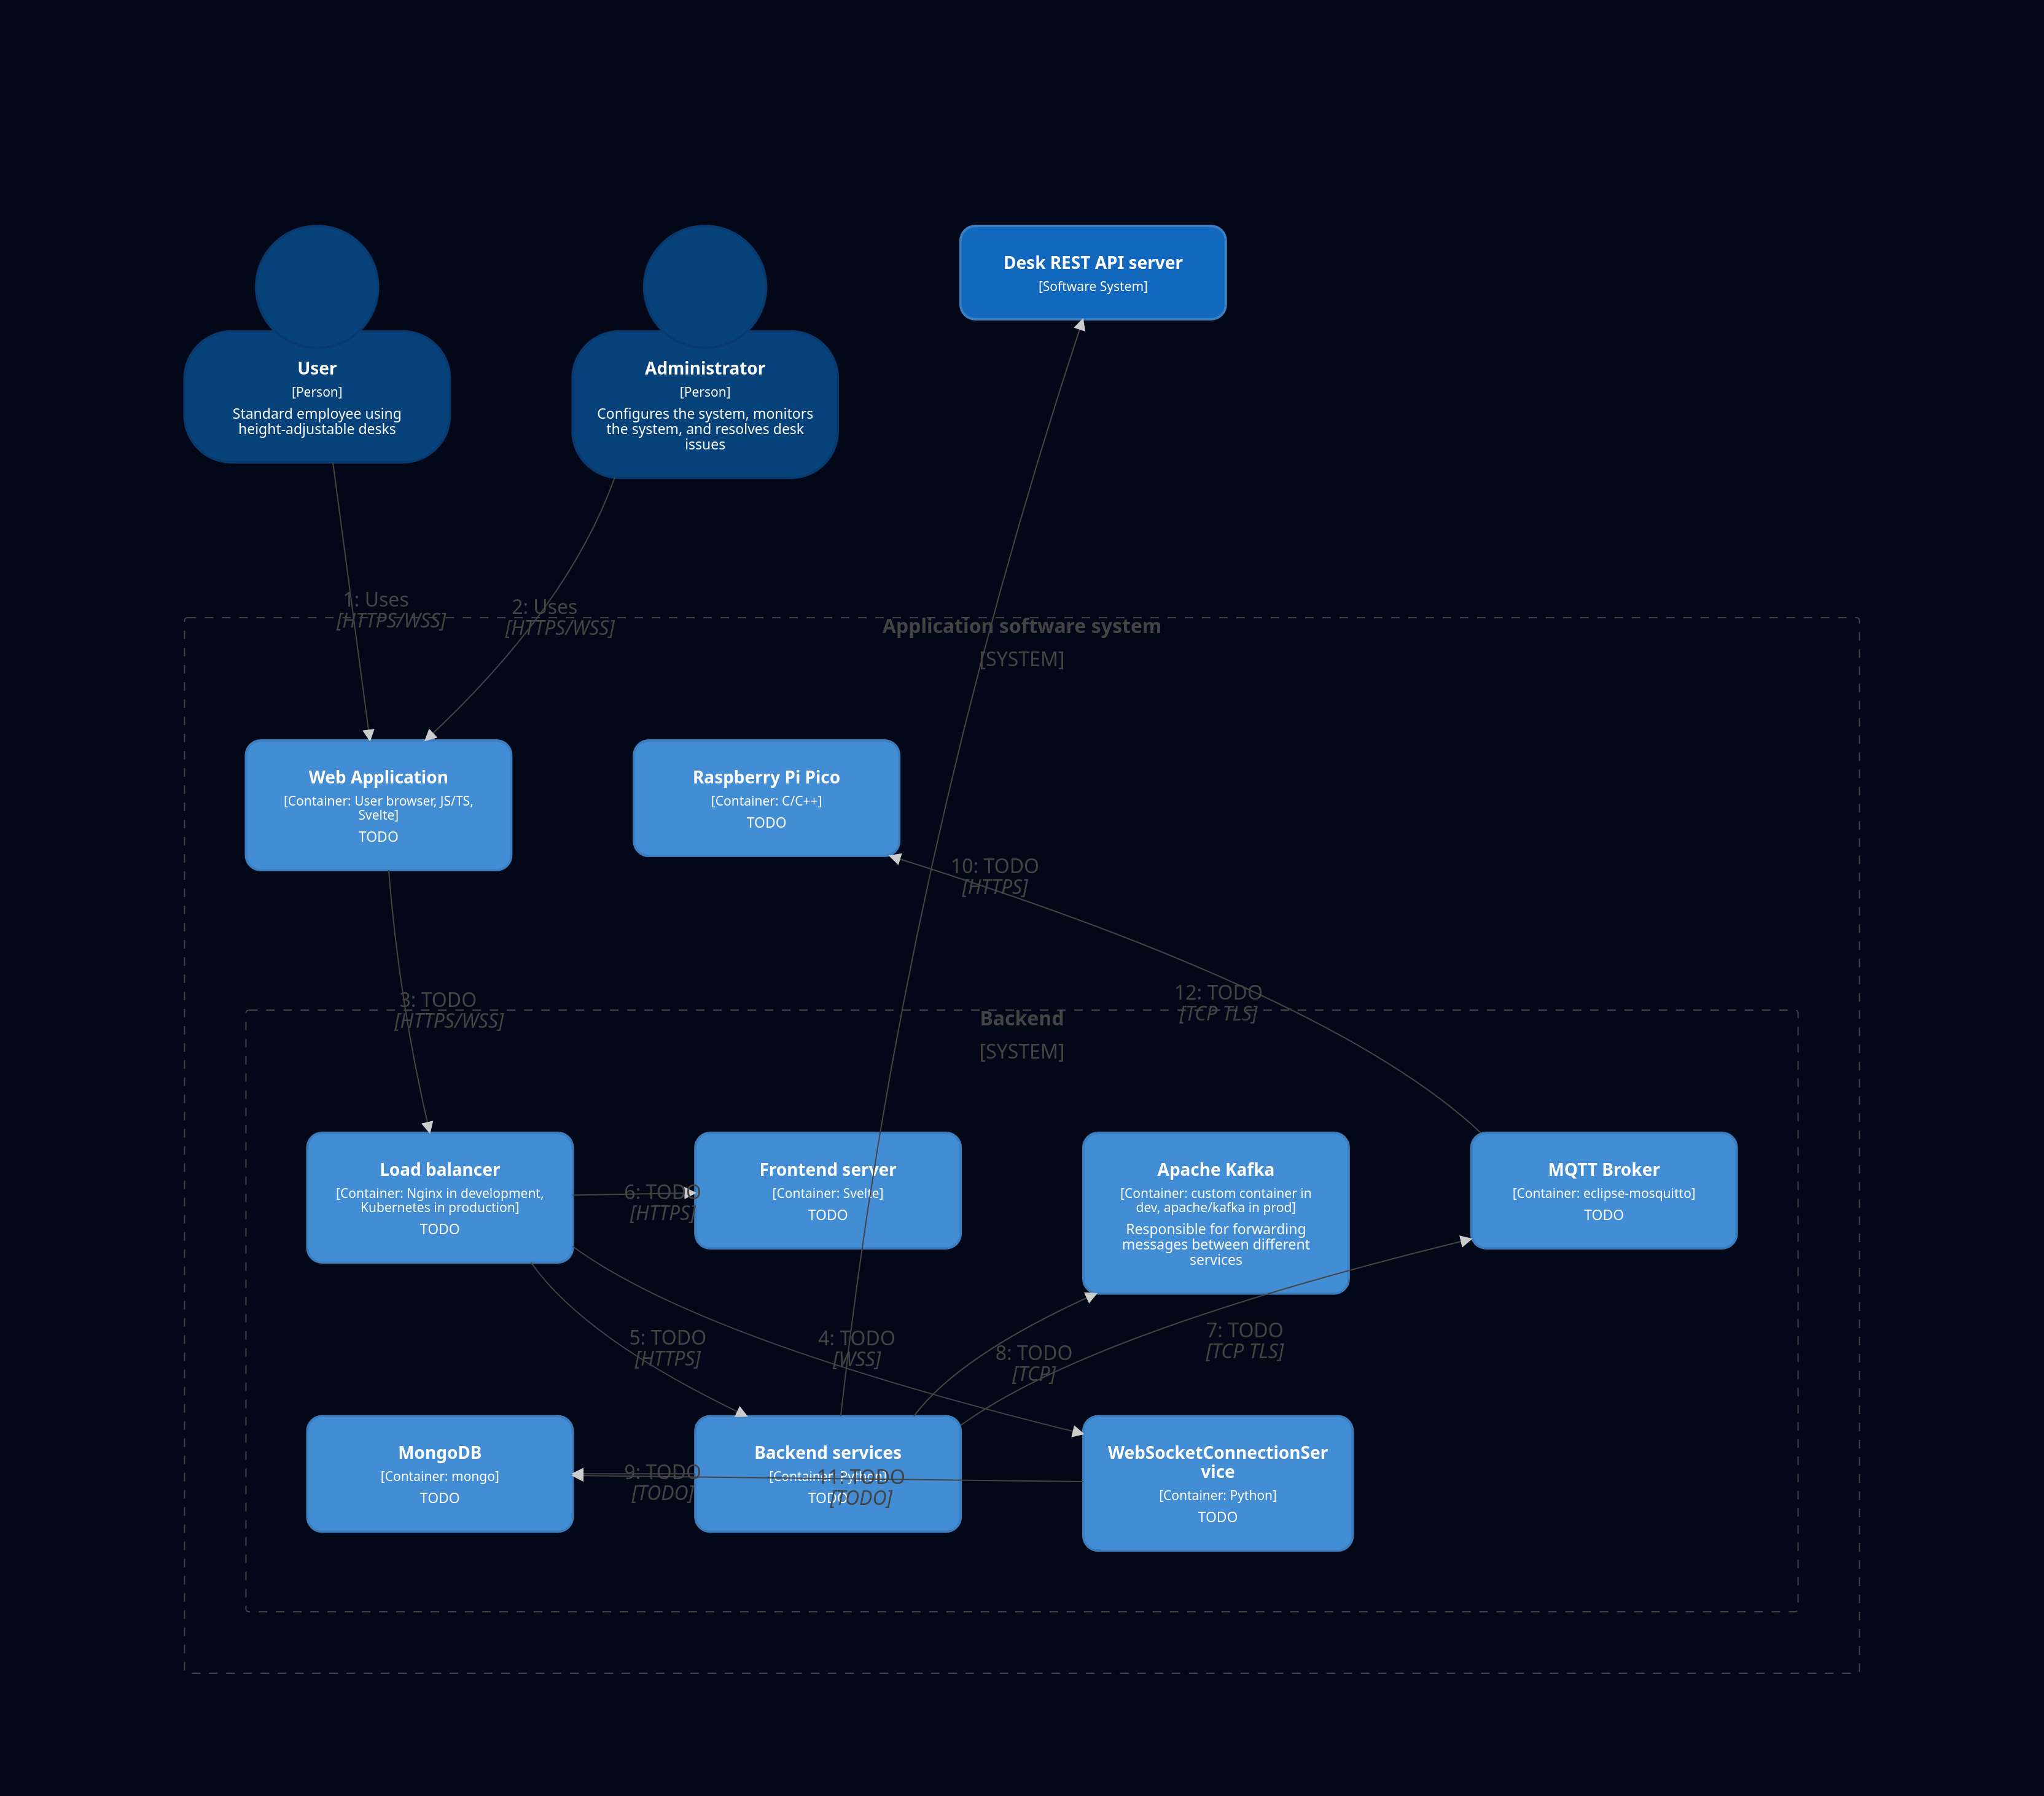 Desk REST API server
[Software System]
User
[Person]
Standard employee using
height-adjustable desks
Administrator
[Person]
Configures the system, monitors
the system, and resolves desk
issues
1: Uses
[HTTPS/WSS]
2: Uses
[HTTPS/WSS]
Application software system
[SYSTEM]
Web Application
[Container: User browser, JS/TS,
Svelte]
TODO
Raspberry Pi Pico
[Container: C/C++]
TODO
10: TODO
[HTTPS]
3: TODO
[HTTPS/WSS]
12: TODO
[TCP TLS]
Backend
[SYSTEM]
Load balancer
[Container: Nginx in development,
Kubernetes in production]
TODO
6: TODO
[HTTPS]
Frontend server
[Container: Svelte]
TODO
Apache Kafka
[Container: custom container in
dev, apache/kafka in prod]
Responsible for forwarding
messages between different
services
MQTT Broker
[Container: eclipse-mosquitto]
TODO
5: TODO
[HTTPS]
4: TODO
[WSS]
8: TODO
[TCP]
7: TODO
[TCP TLS]
MongoDB
[Container: mongo]
TODO
9: TODO
[TODO]
Backend services
[Container: Python]
TODO
11: TODO
[TODO]
WebSocketConnectionSer
vice
[Container: Python]
TODO